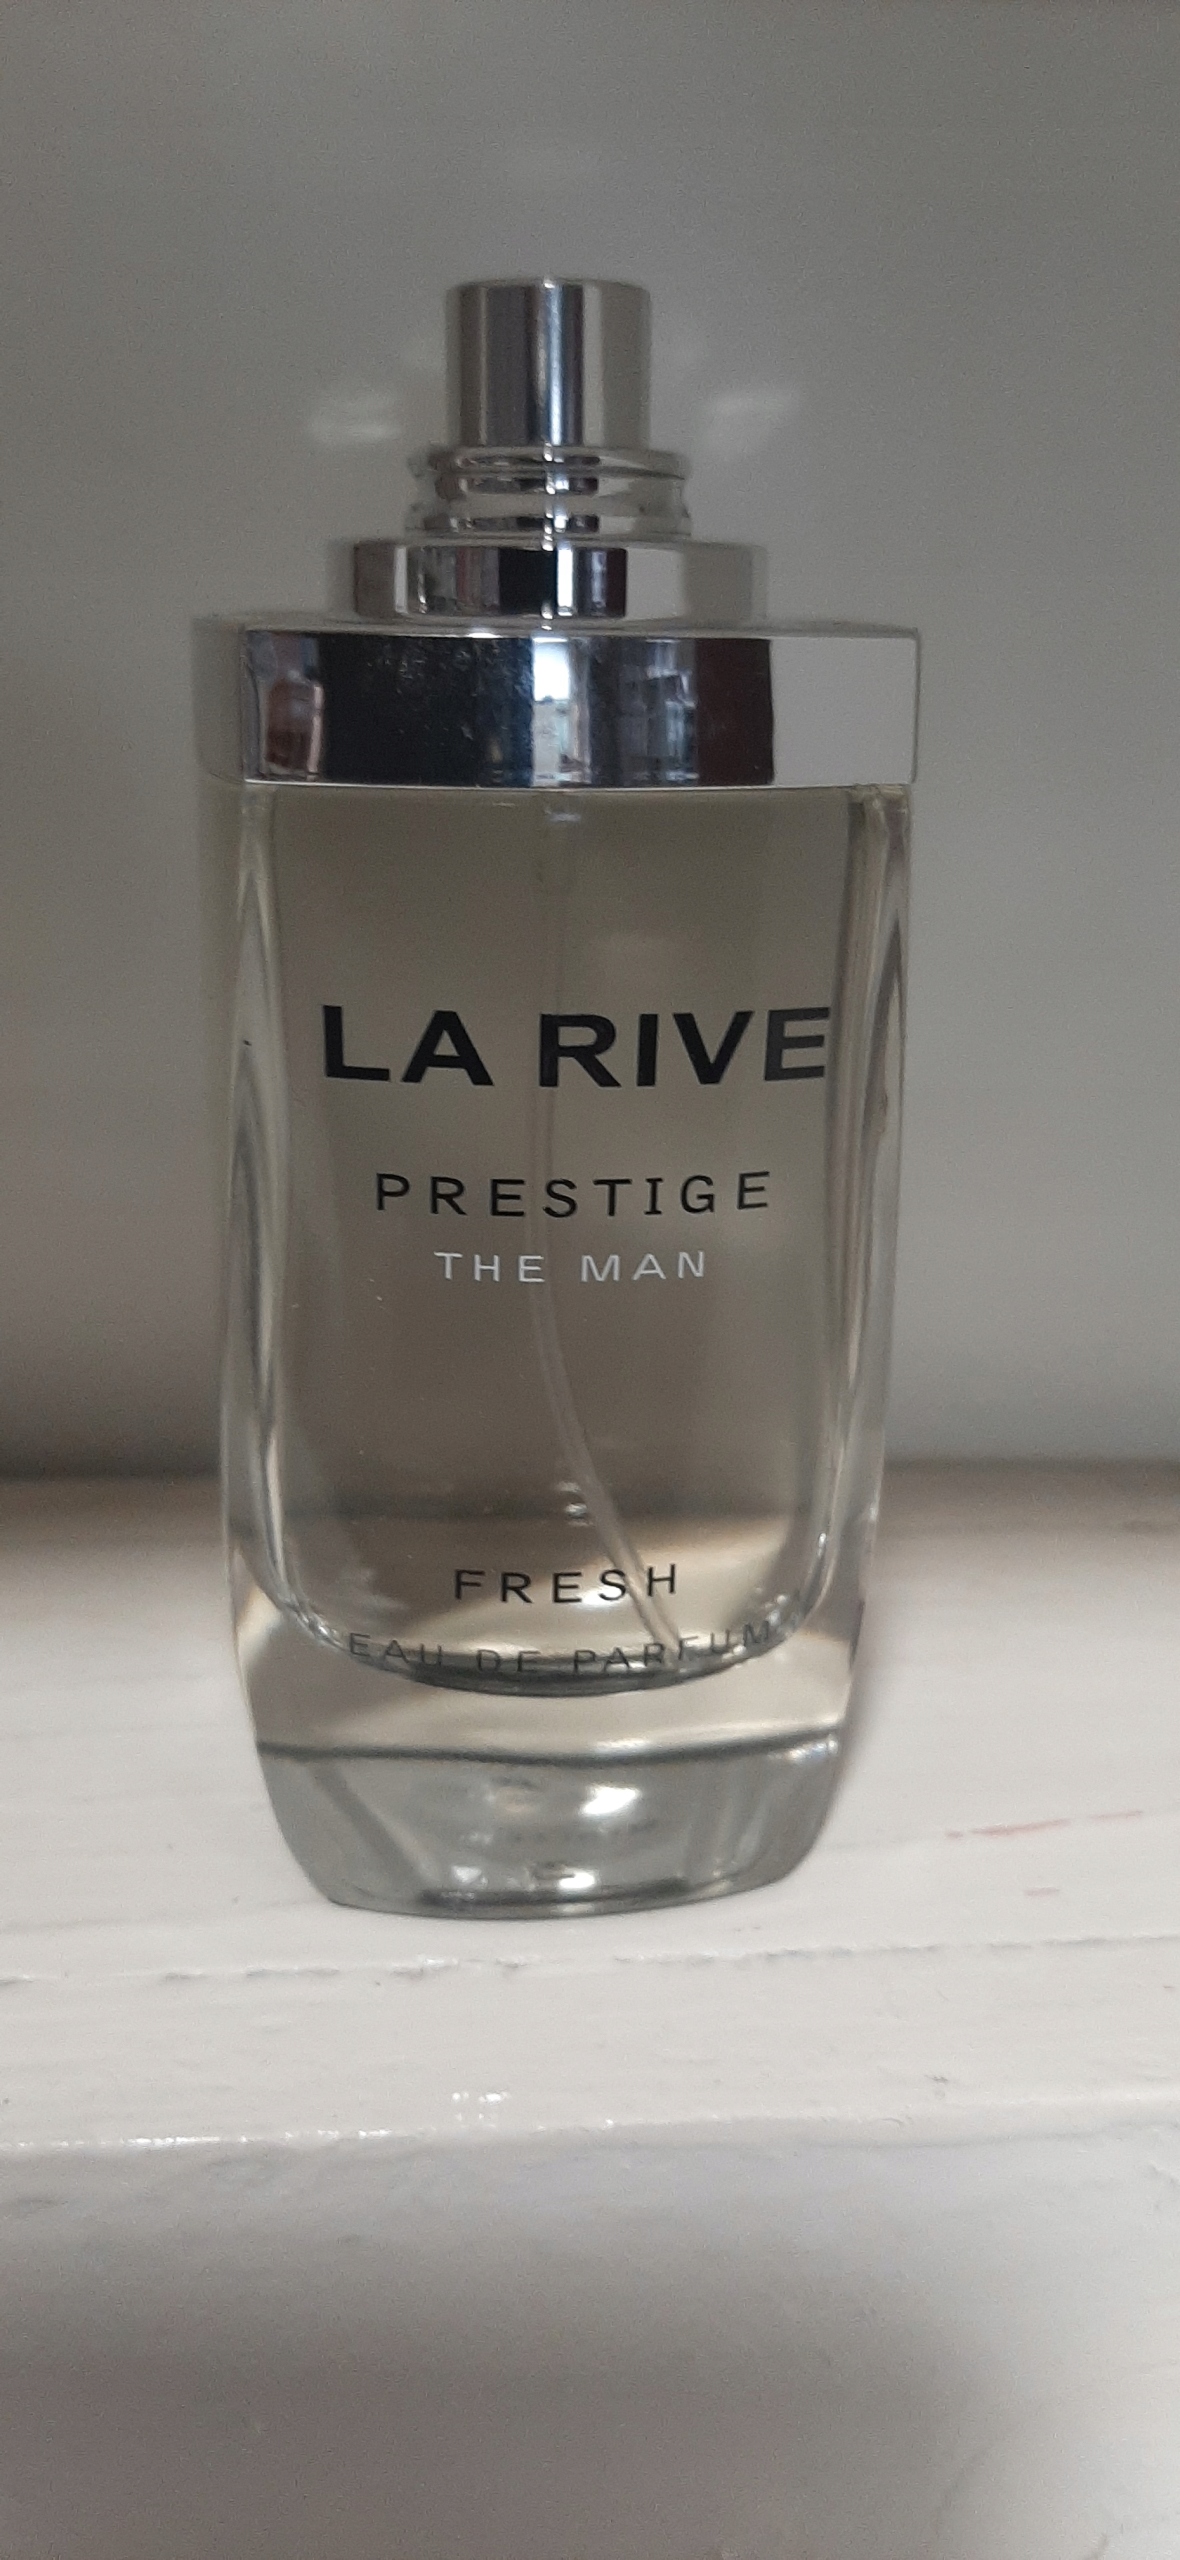 LA RIVE
PRESTIGE
THE MAN
FRESH
EAU DE PARFUM